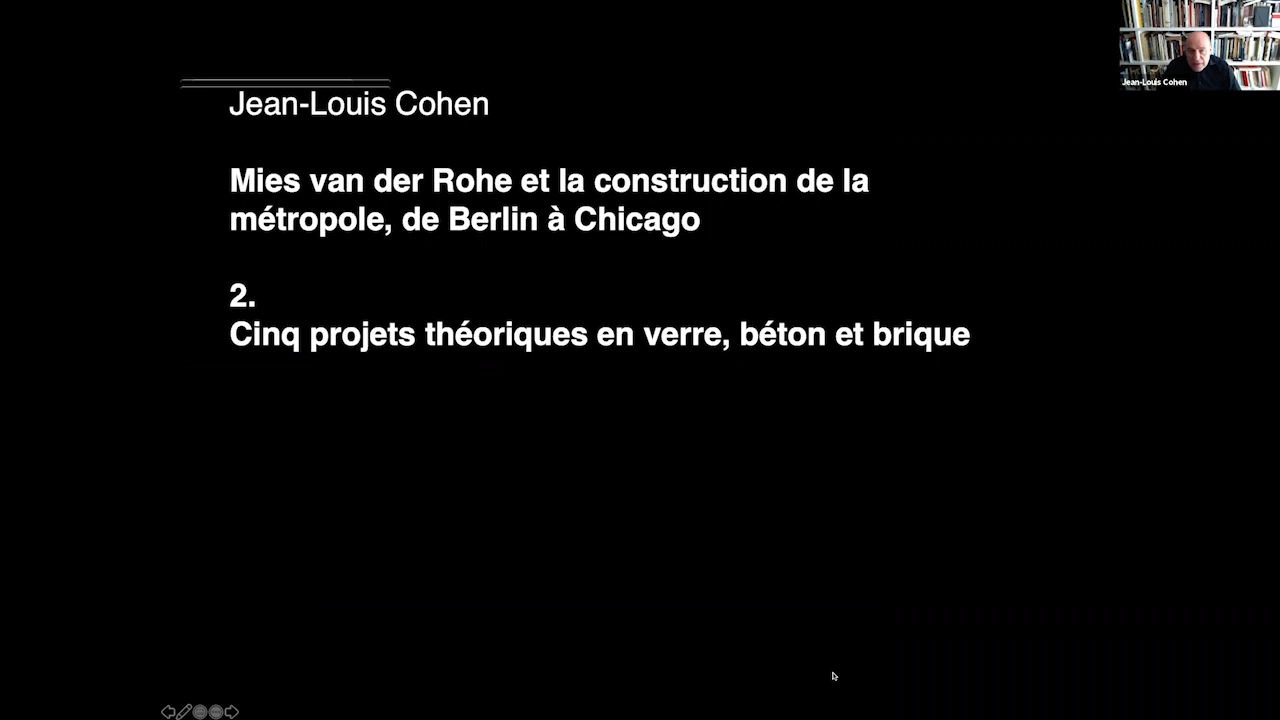 Jean-Louis Cohen
Jean-Louis Cohen
Mies van der Rohe et la construction de la
métropole, de Berlin à Chicago
2.
Cinq projets théoriques en verre, béton et brique